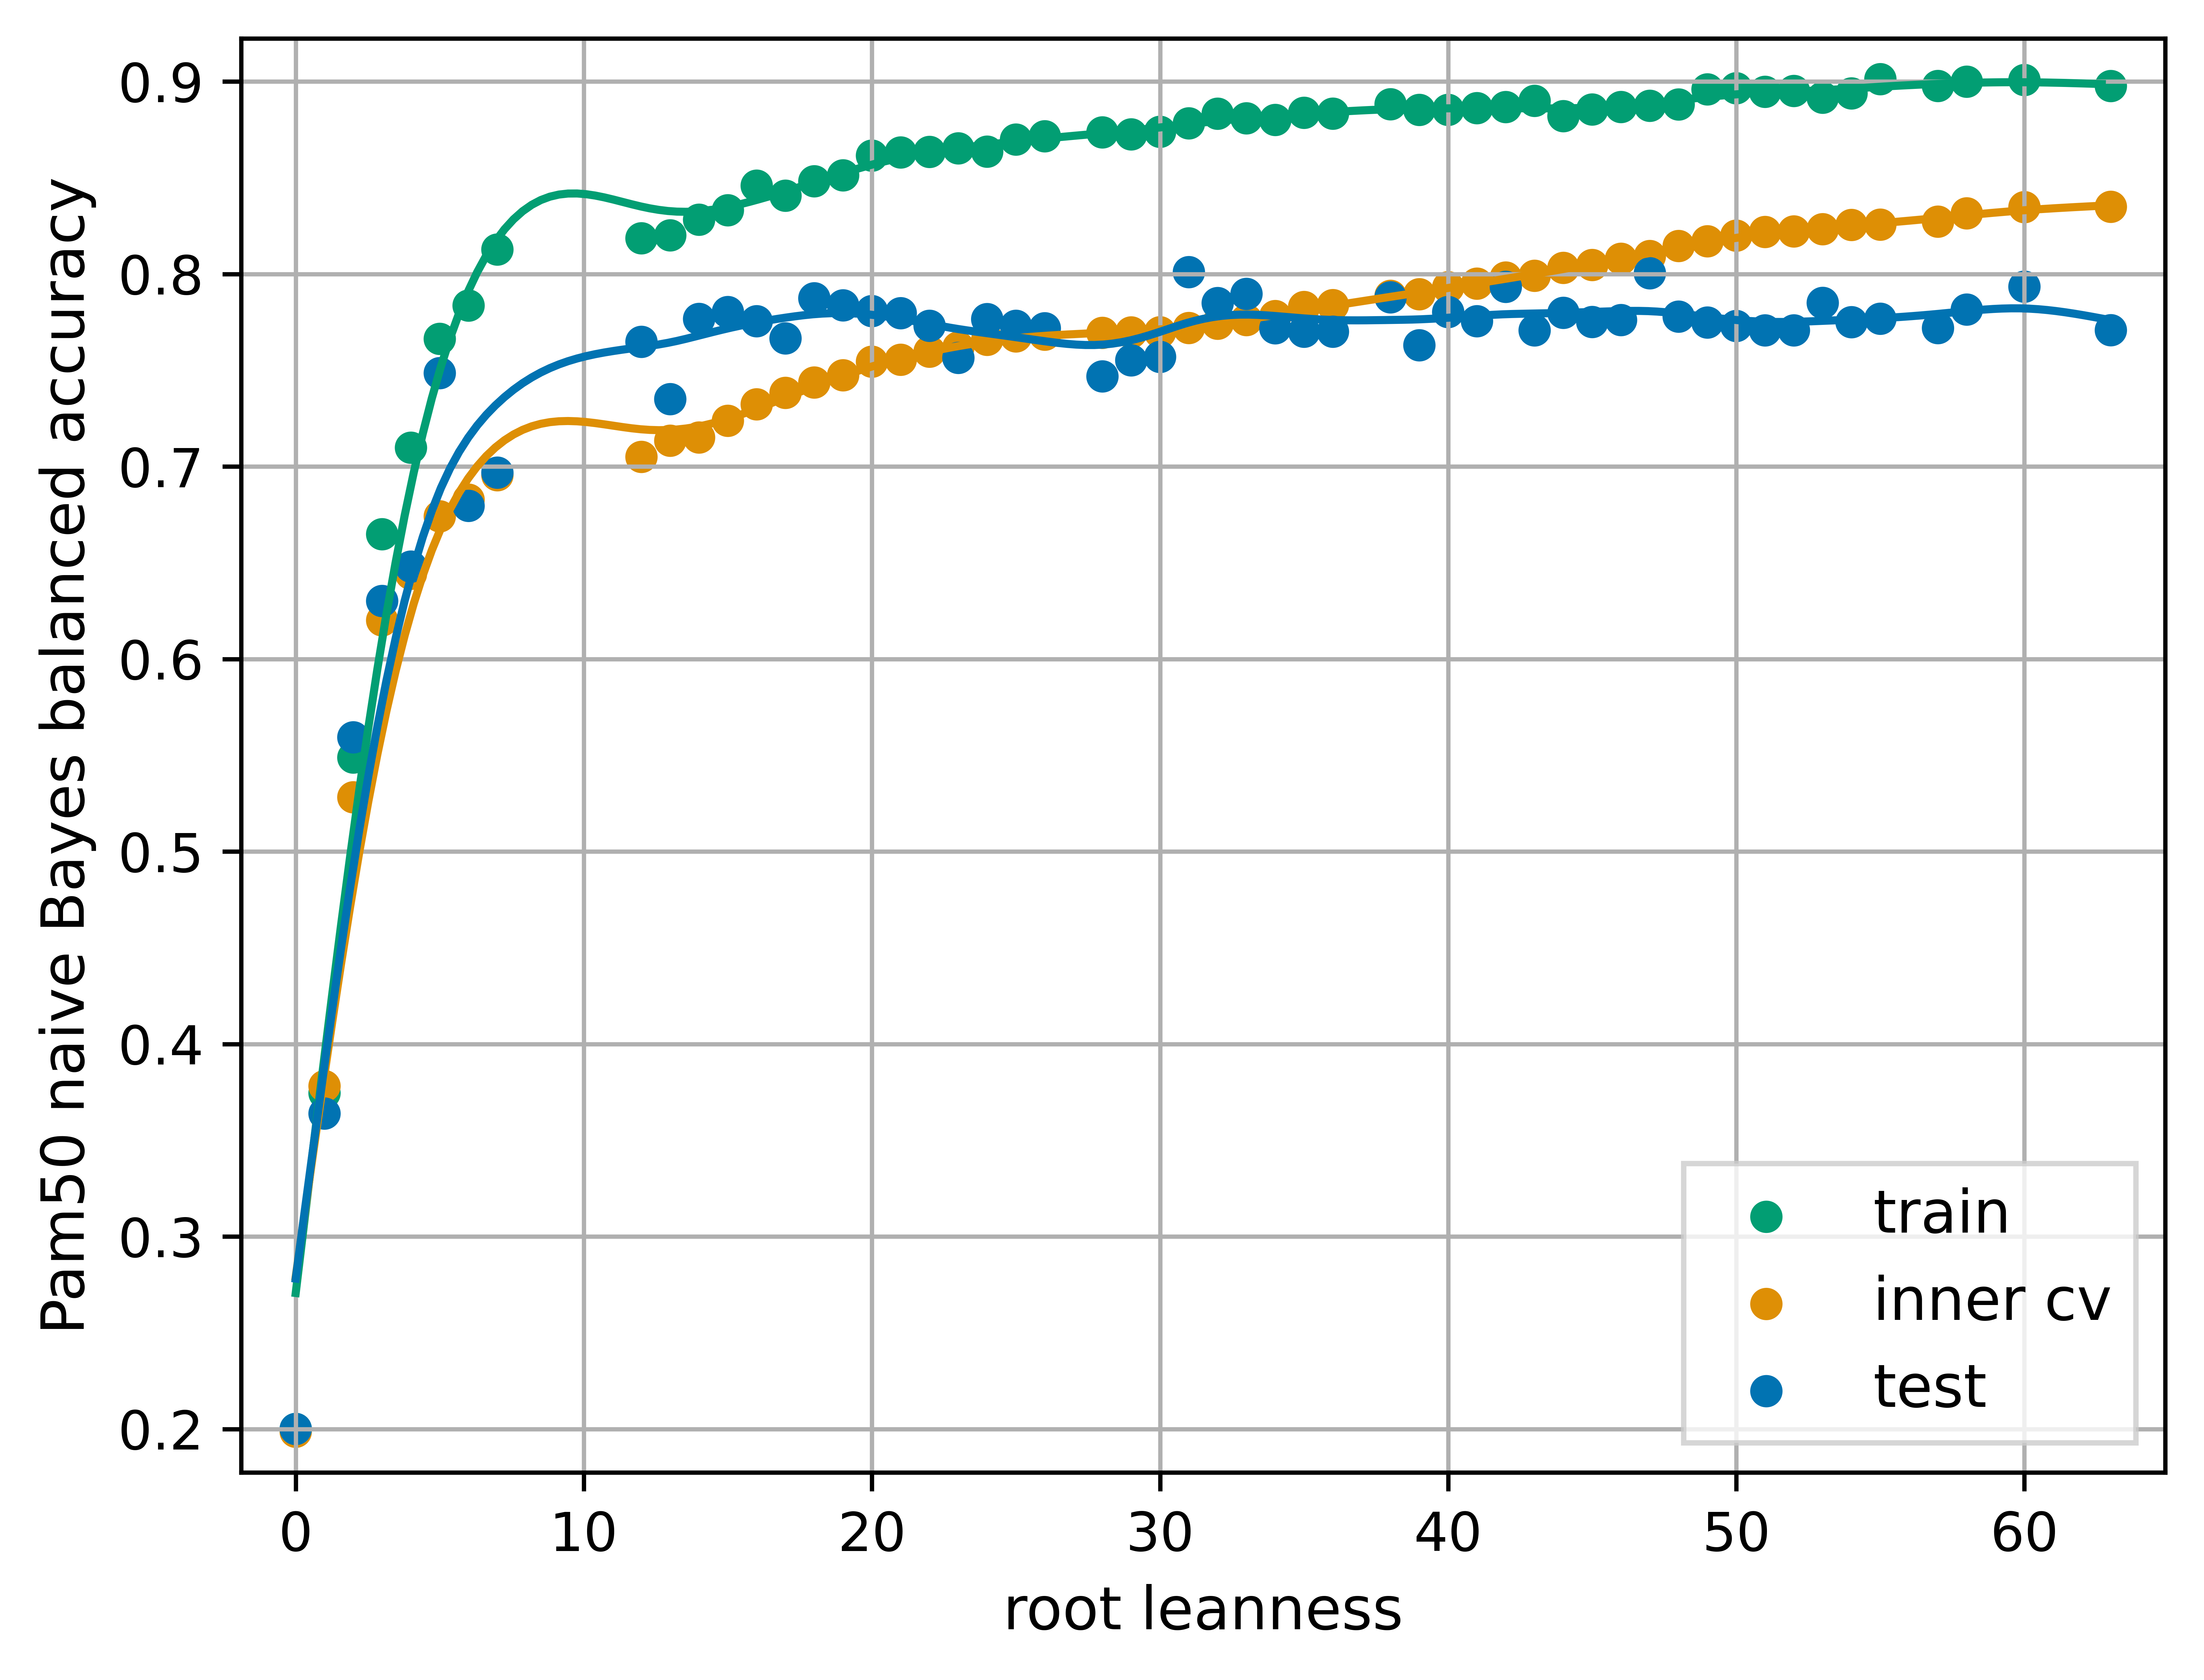 Pam50 naive Bayes balanced accuracy
0.9
0.8
0.7
0.6
0.5
0.4
0.3
0.2
train
inner cv
test
0 10 20 30 40 50 60
root leanness